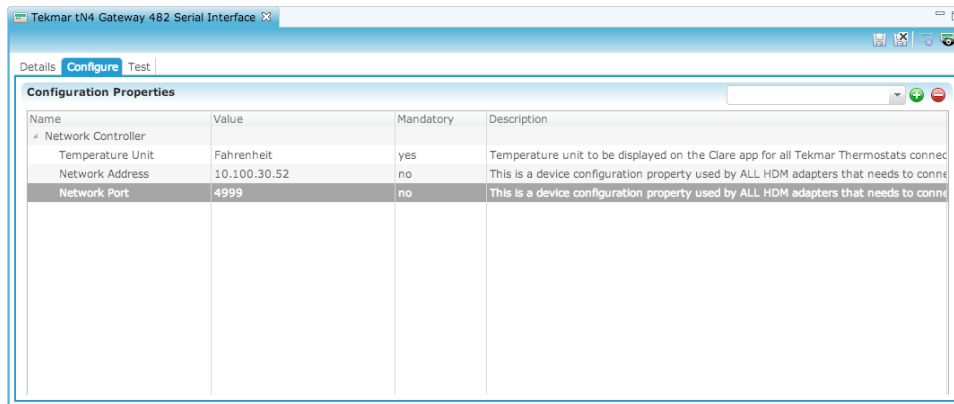 Tekmar tN4 Gateway 482 Serial Interface
Details Configure Test
Configuration Properties
Name Value Mandatory Description
Network Controller
Temperature Unit Fahrenheit yes Temperature unit to be displayed on the Clare app for all Tekmar Thermostats connec
Network Address 10.100.30.52 no This is a device configuration property used by ALL HDM adapters that needs to conne
Network Port 4999 no This is a device configuration property used by ALL HDM adapters that needs to conne